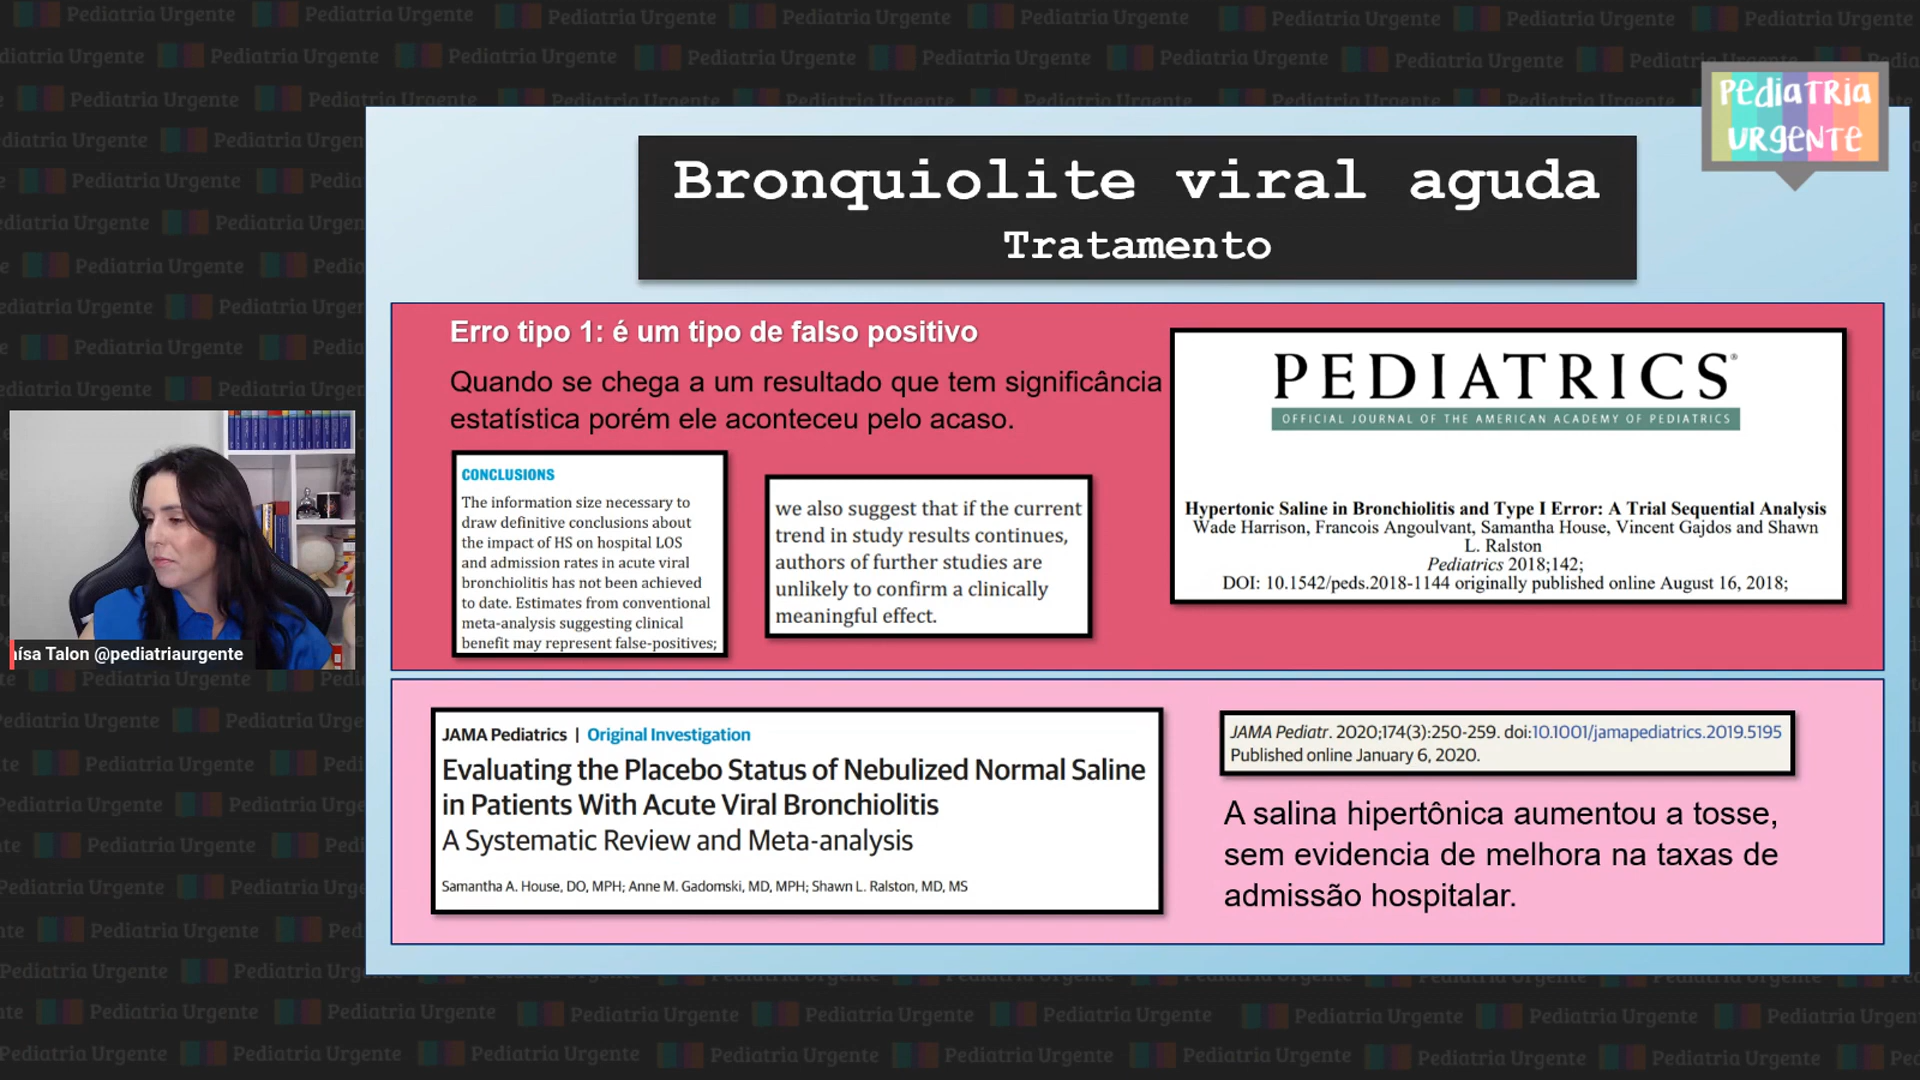 PEDIATRIA
URGENTE
Bronquiolite viral aguda
Tratamento
Erro tipo 1: é um tipo de falso positivo
Quando se chega a um resultado que tem significância
estatística porém ele aconteceu pelo acaso.
CONCLUSIONS
The information size necessary to
draw definitive conclusions about
the impact of HS on hospital LOS
and admission rates in acute viral
bronchiolitis has not been achieved
to date. Estimates from conventional
meta-analysis suggesting clinical
benefit may represent false-positives;
we also suggest that if the current
trend in study results continues,
authors of further studies are
unlikely to confirm a clinically
meaningful effect.
PEDIATRICS®
OFFICIAL JOURNAL OF THE AMERICAN ACADEMY OF PEDIATRICS
Hypertonic Saline in Bronchiolitis and Type I Error: A Trial Sequential Analysis
Wade Harrison, Francois Angoulvant, Samantha House, Vincent Gajdos and Shawn
L. Ralston
Pediatrics 2018;142;
DOI: 10.1542/peds.2018-1144 originally published online August 16, 2018;
ísa Talon @pediatriaurgente
JAMA Pediatrics | Original Investigation
Evaluating the Placebo Status of Nebulized Normal Saline
in Patients With Acute Viral Bronchiolitis
A Systematic Review and Meta-analysis
Samantha A. House, DO, MPH; Anne M. Gadomski, MD, MPH; Shawn L. Ralston, MD, MS
JAMA Pediatr. 2020;174(3):250-259. doi:10.1001/jamapediatrics.2019.5195
Published online January 6, 2020.
A salina hipertônica aumentou a tosse,
sem evidencia de melhora na taxas de
admissão hospitalar.